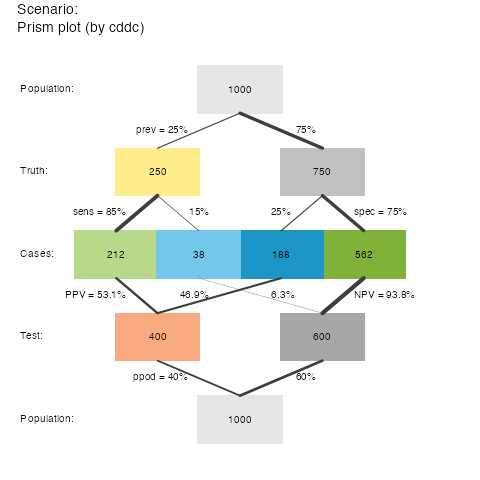 Scenario:
Prism plot (by cddc)
Population:
1000
prev = 25%
75%
Truth:
250
750
sens = 85%
15%
25%
spec = 75%
Cases:
212
38
188
562
PPV = 53.1%
46.9%
6.3%
NPV = 93.8%
Test:
400
600
ppod = 40%
60%
Population:
1000